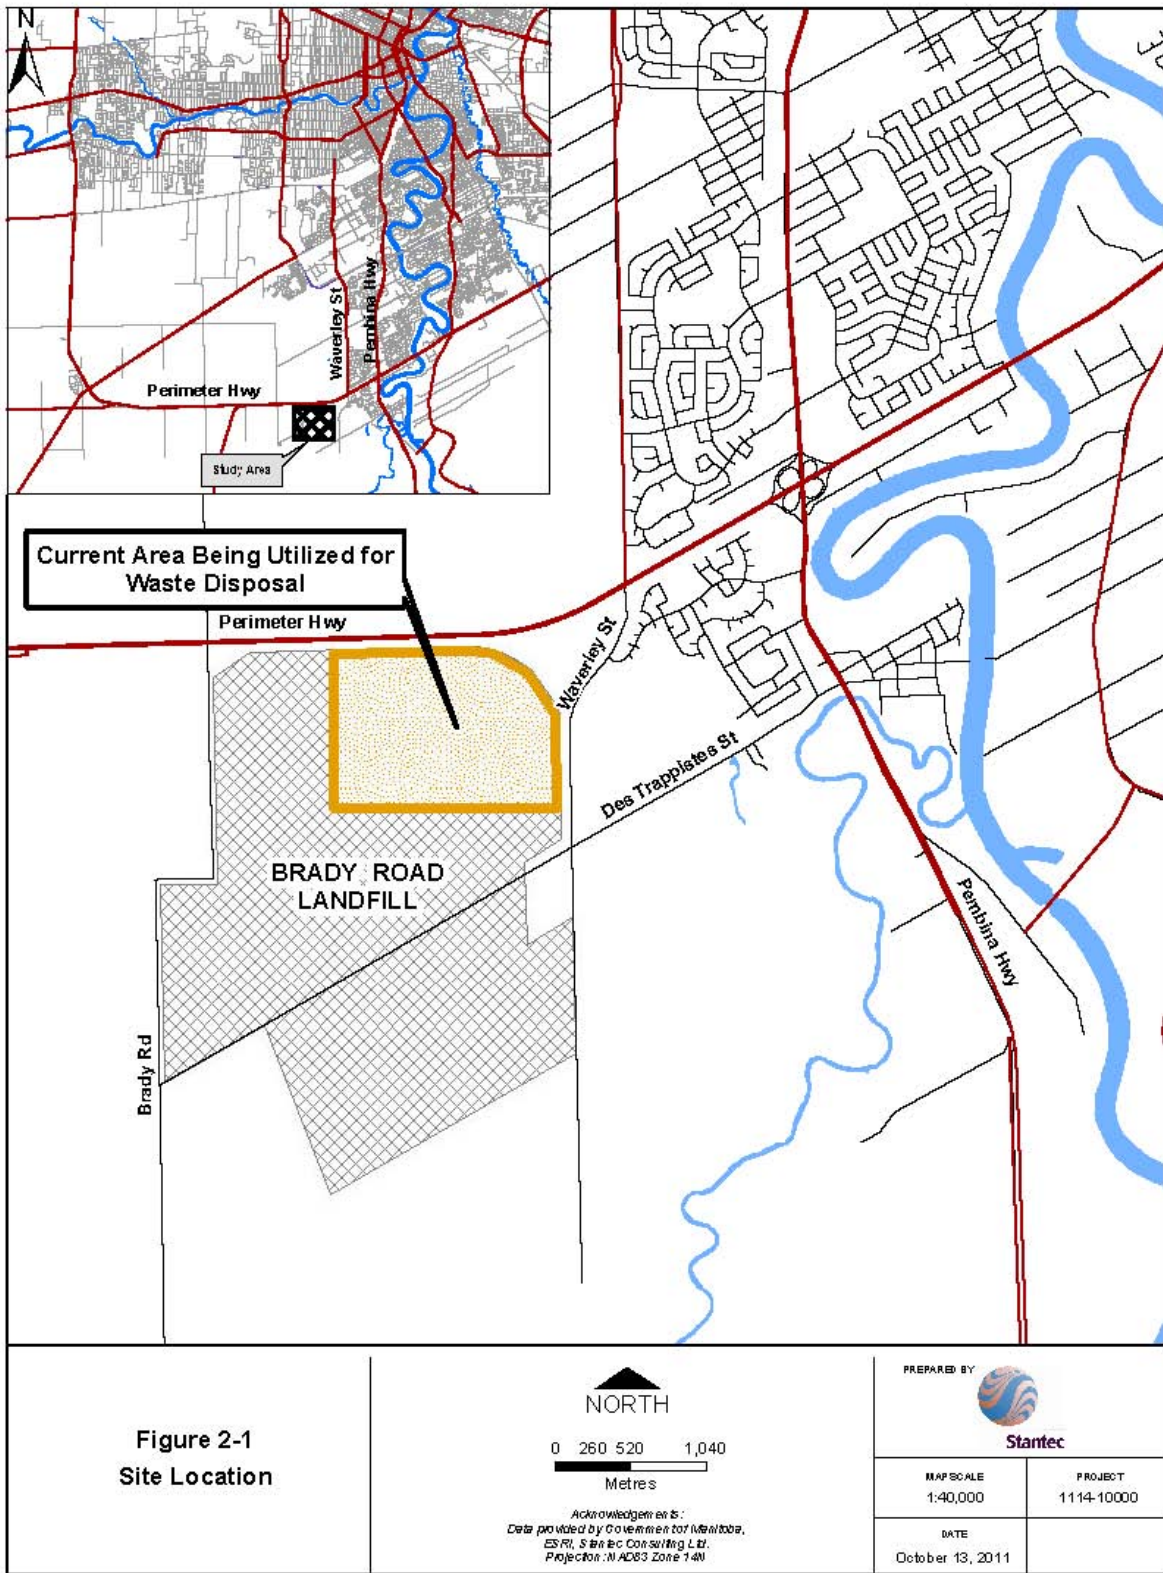 N
Waverley St
Pembina Hwy
Perimeter Hwy
Study Area
Current Area Being Utilized for
Waste Disposal
Perimeter Hwy
Waverley St
Des Trappistes St
BRADY ROAD
LANDFILL
Pembina Hwy
Brady Rd
Figure 2-1
Site Location
NORTH
0 260 520 1,040
Metres
Acknowledgements:
Data provided by Government of Manitoba,
ESRI, Stantec Consulting Ltd.
Projection: NAD83 Zone 14N
PREPARED BY
Stantec
MAP SCALE
1:40,000
PROJECT
1114-10000
DATE
October 13, 2011